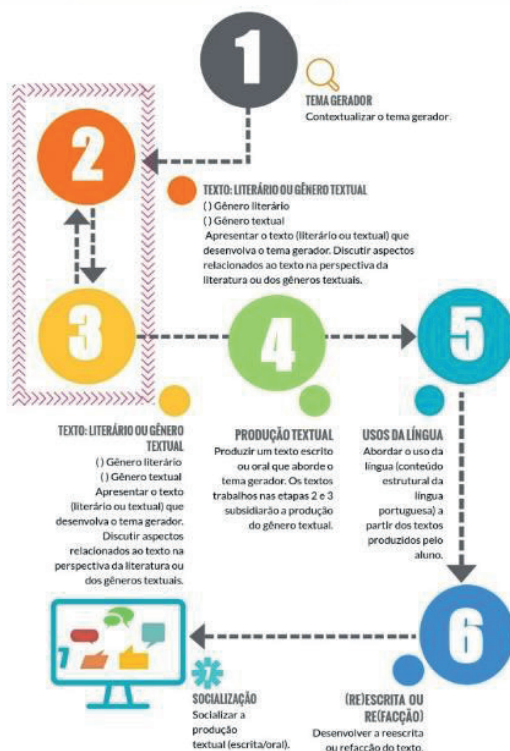 1
TEMA GERADOR
Contextualizar o tema gerador.
2
TEXTO: LITERÁRIO OU GÊNERO TEXTUAL
( ) Gênero literário
( ) Gênero textual
Apresentar o texto (literário ou textual) que
desenvolva o tema gerador. Discutir aspectos
relacionados ao texto na perspectiva da
literatura ou dos gêneros textuais.
3
TEXTO: LITERÁRIO OU GÊNERO
TEXTUAL
( ) Gênero literário
( ) Gênero textual
Apresentar o texto
(literário ou textual) que
desenvolva o tema gerador.
Discutir aspectos
relacionados ao texto na
perspectiva da literatura ou
dos gêneros textuais.
4
PRODUÇÃO TEXTUAL
Produzir um texto escrito
ou oral que aborde o
tema gerador. Os textos
trabalhos nas etapas 2 e 3
subsidiarão a produção
do gênero textual.
5
USOS DA LÍNGUA
Abordar o uso da
língua (conteúdo
estrutural da
língua
portuguesa) a
partir dos textos
produzidos pelo
aluno.
6
(RE)ESCRITA OU
RE(FACÇÃO)
Desenvolver a reescrita
ou refacção do texto.
7
7
SOCIALIZAÇÃO
Socializar a
produção
textual (escrita/oral).